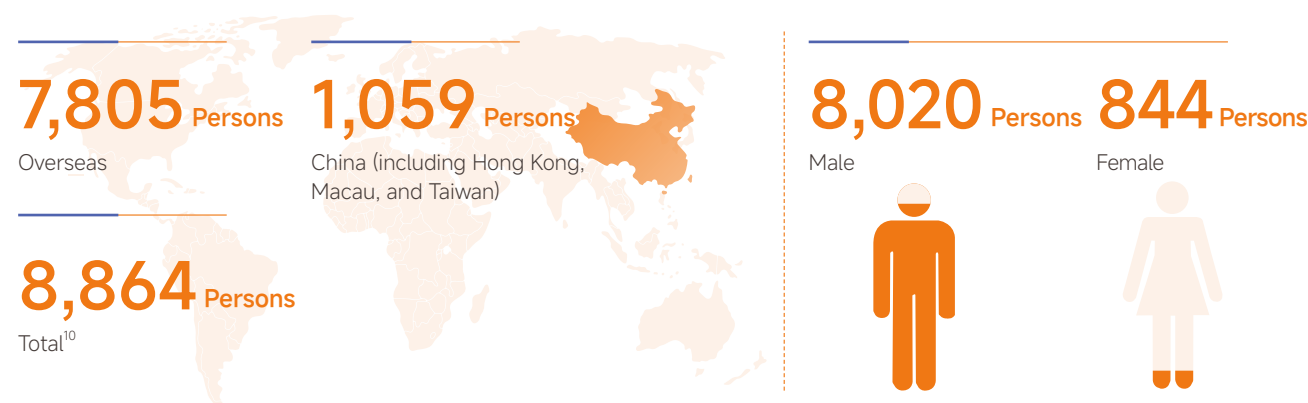 7,805 Persons
Overseas
1,059 Persons
China (including Hong Kong,
Macau, and Taiwan)
8,864 Persons
Total10
8,020 Persons
Male
844 Persons
Female